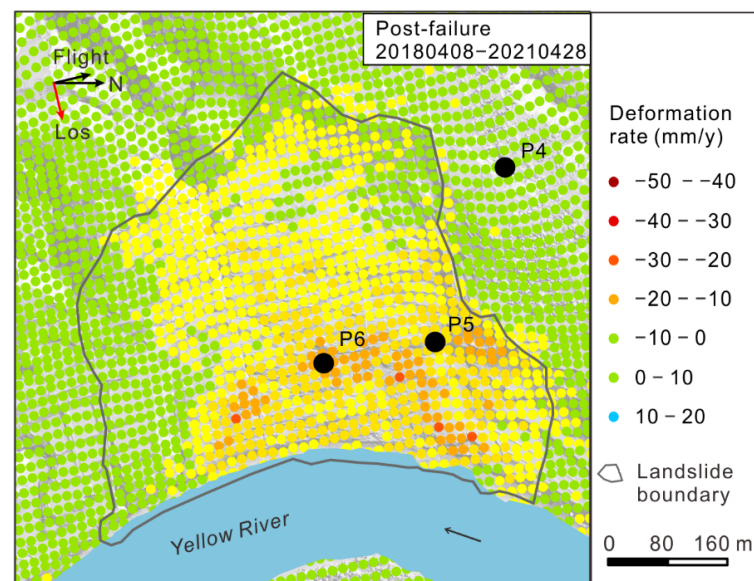 Post-failure
20180408−20210428
Flight
N
Los
P4
P5
P6
Yellow River
Deformation
rate (mm/y)
−50 −−40
−40 −−30
−30 −−20
−20 −−10
−10 −0
0 − 10
10 − 20
Landslide
boundary
0 80 160 m